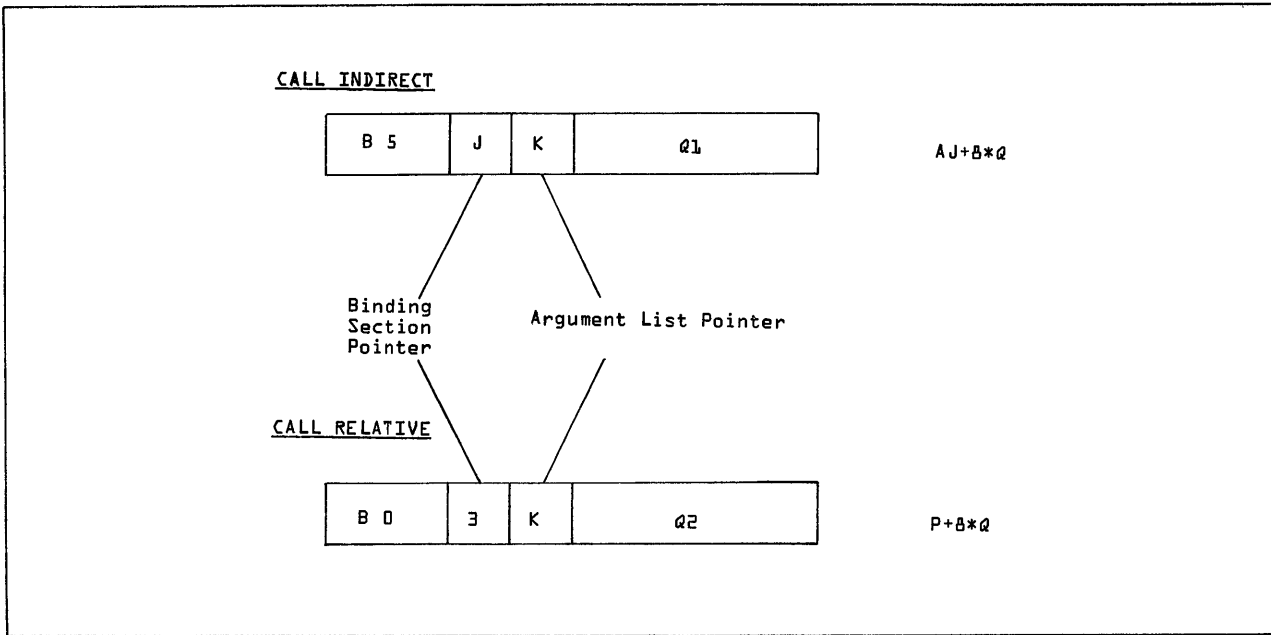 CALL INDIRECT
B 5 J K Q1 AJ+8*Q
Binding
Section
Pointer
Argument List Pointer
CALL RELATIVE
B 0 3 K Q2 P+8*Q